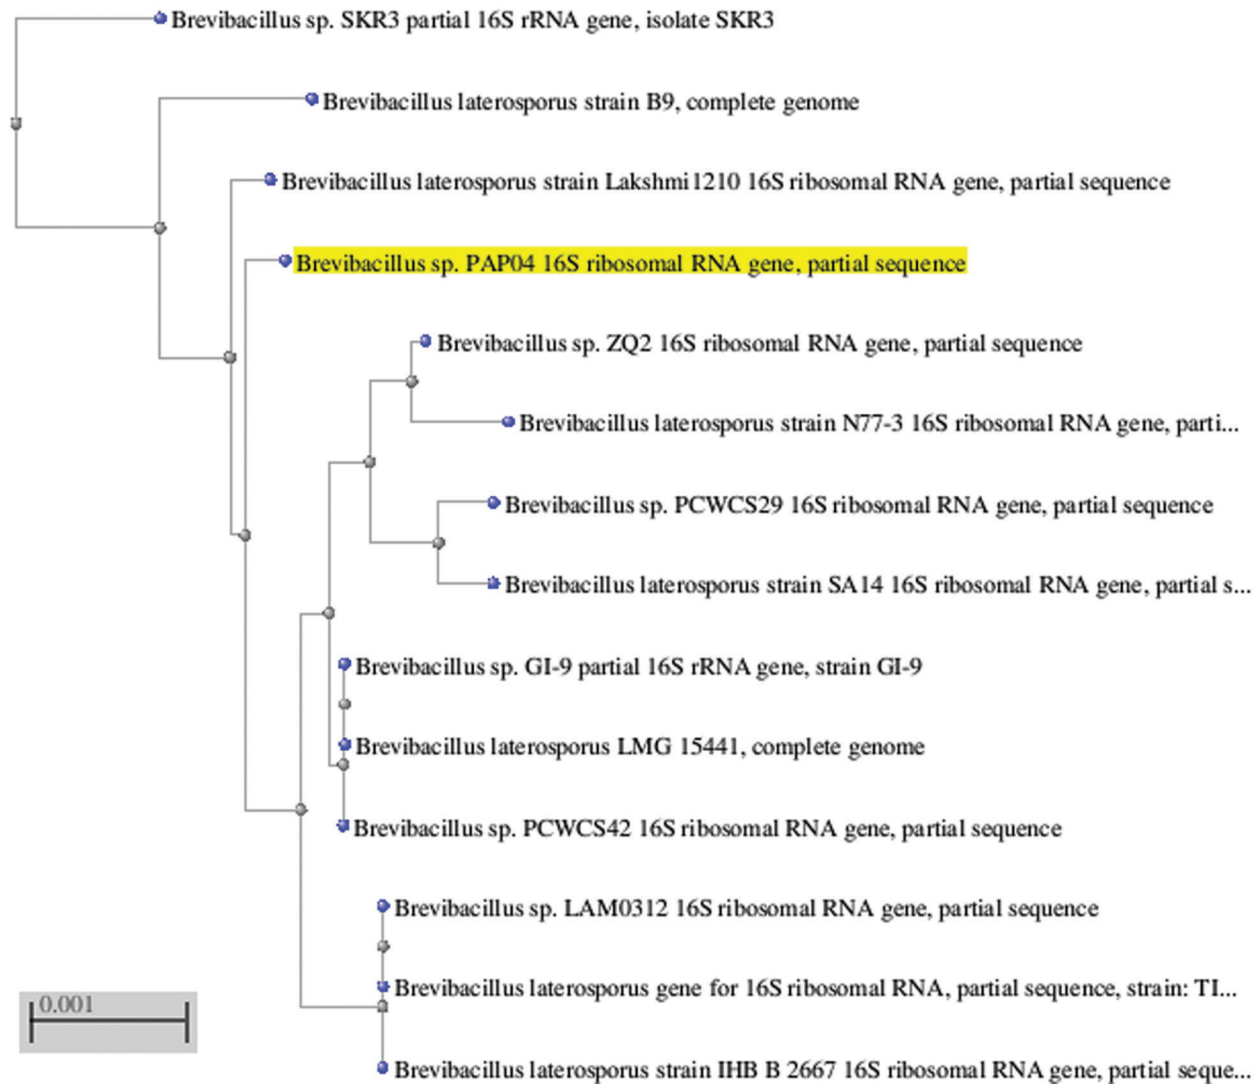 Brevibacillus sp. SKR3 partial 16S rRNA gene, isolate SKR3
Brevibacillus laterosporus strain B9, complete genome
Brevibacillus laterosporus strain Lakshmi1210 16S ribosomal RNA gene, partial sequence
Brevibacillus sp. PAP04 16S ribosomal RNA gene, partial sequence
Brevibacillus sp. ZQ2 16S ribosomal RNA gene, partial sequence
Brevibacillus laterosporus strain N77-3 16S ribosomal RNA gene, parti...
Brevibacillus sp. PCWCS29 16S ribosomal RNA gene, partial sequence
Brevibacillus laterosporus strain SA14 16S ribosomal RNA gene, partial s...
Brevibacillus sp. GI-9 partial 16S rRNA gene, strain GI-9
Brevibacillus laterosporus LMG 15441, complete genome
Brevibacillus sp. PCWCS42 16S ribosomal RNA gene, partial sequence
Brevibacillus sp. LAM0312 16S ribosomal RNA gene, partial sequence
Brevibacillus laterosporus gene for 16S ribosomal RNA, partial sequence, strain: TI...
0.001
Brevibacillus laterosporus strain IHB B 2667 16S ribosomal RNA gene, partial seque...